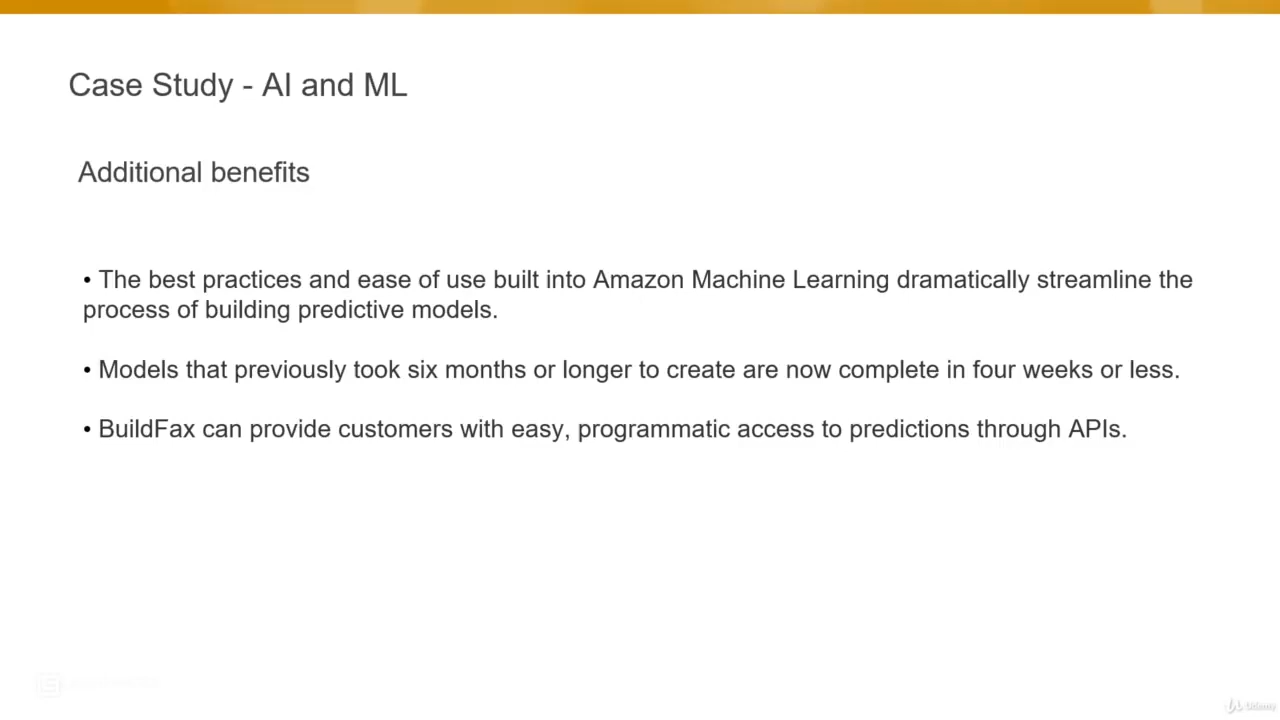 Case Study - AI and ML
Additional benefits
• The best practices and ease of use built into Amazon Machine Learning dramatically streamline the
process of building predictive models.
• Models that previously took six months or longer to create are now complete in four weeks or less.
• BuildFax can provide customers with easy, programmatic access to predictions through APIs.
Udemy